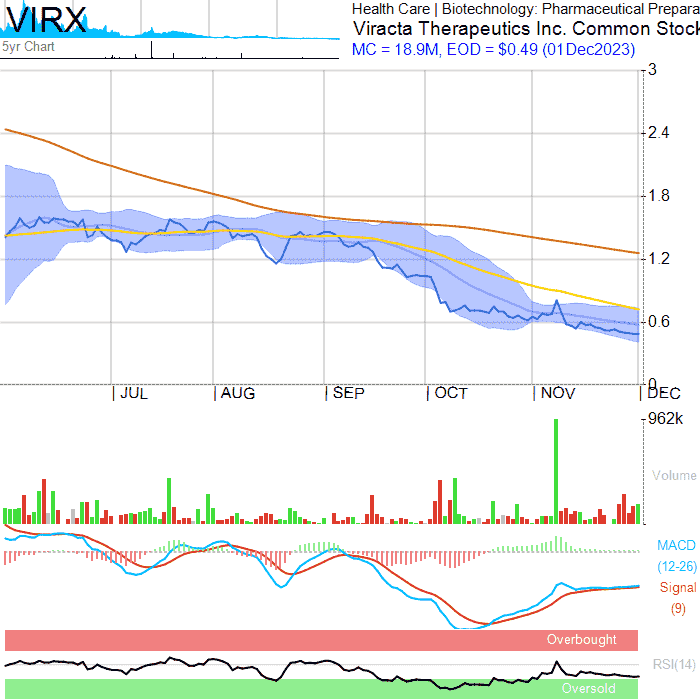 VIRX
5yr Chart
Health Care | Biotechnology: Pharmaceutical Prepara
Viracta Therapeutics Inc. Common Stock
MC = 18.9M, EOD = $0.49 (01Dec2023)
3
2.4
1.8
1.2
0.6
0
JUL AUG SEP OCT NOV DEC
962k
Volume
MACD
(12-26)
Signal
(9)
Overbought
RSI(14)
Oversold